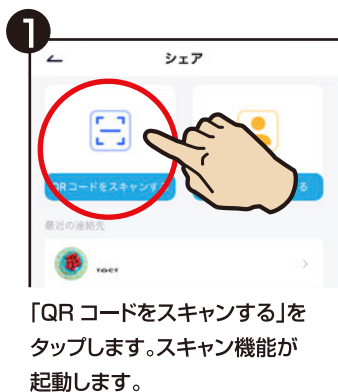 1
シェア
QRコードをスキャンする
る
最近の連絡先
「QR コードをスキャンする」を
タップします。スキャン機能が
起動します。